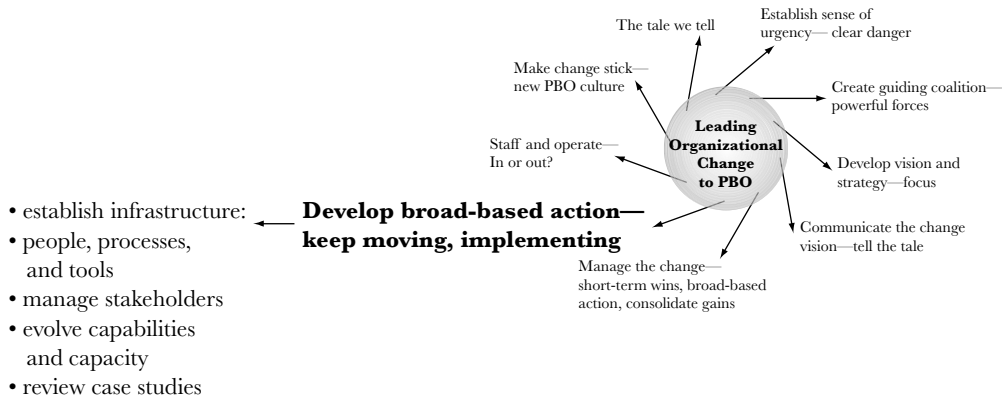 The tale we tell
Establish sense of
urgency— clear danger
Make change stick—
new PBO culture
Create guiding coalition—
powerful forces
Leading
Organizational
Change
to PBO
Staff and operate—
In or out?
Develop vision and
strategy—focus
Communicate the change
vision—tell the tale
Develop broad-based action—
keep moving, implementing
Manage the change—
short-term wins, broad-based
action, consolidate gains
• establish infrastructure:
• people, processes,
and tools
• manage stakeholders
• evolve capabilities
and capacity
• review case studies